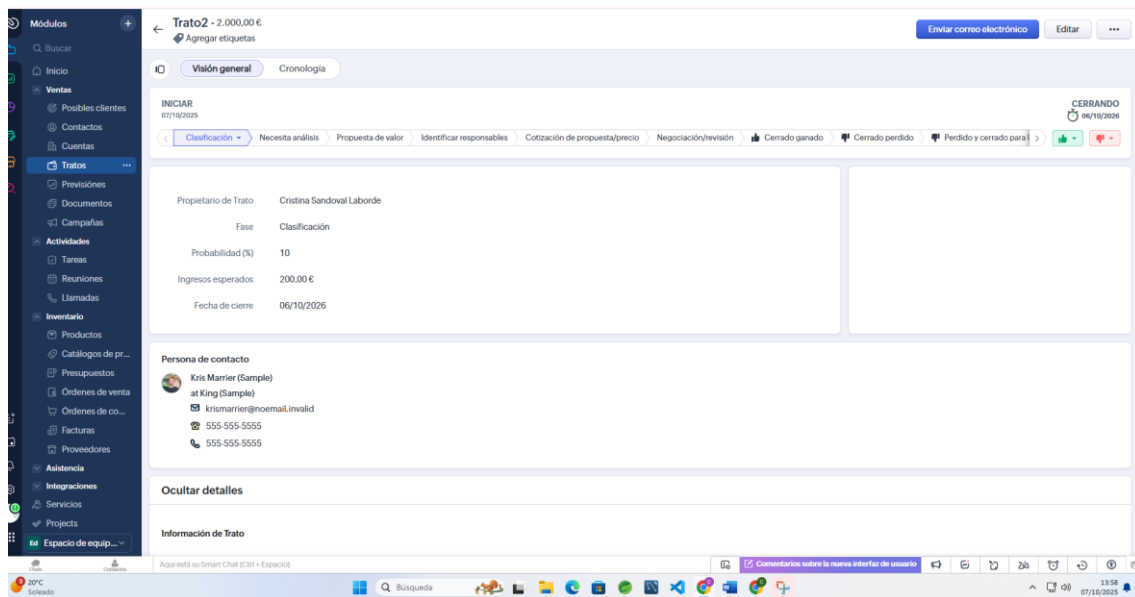 Módulos
Buscar
Inicio
Ventas
Posibles clientes
Contactos
Cuentas
Tratos
Previsiónes
Documentos
Campañas
Actividades
Tareas
Reuniones
Llamadas
Inventario
Productos
Catálogos de pr...
Presupuestos
Órdenes de venta
Órdenes de co...
Facturas
Proveedores
Asistencia
Integraciones
Servicios
Projects
Ed Espacio de equip...
Trato2 - 2.000,00 €
Agregar etiquetas
Enviar correo electrónico
Editar
Visión general
Cronología
INICIAR
07/10/2025
CERRANDO
06/10/2026
Clasificación
Necesita análisis
Propuesta de valor
Identificar responsables
Cotización de propuesta/precio
Negociación/revisión
Cerrado ganado
Cerrado perdido
Perdido y cerrado para
Propietario de Trato Cristina Sandoval Laborde
Fase Clasificación
Probabilidad (%) 10
Ingresos esperados 200,00 €
Fecha de cierre 06/10/2026
Persona de contacto
Kris Marrier (Sample)
at King (Sample)
krismarrier@noemail.invalid
555-555-5555
555-555-5555
Ocultar detalles
Información de Trato
Chats
Contactos
Aquí está su Smart Chat (Ctrl + Espacio)
Comentarios sobre la nueva interfaz de usuario
20°C
Soleado
Búsqueda
13:58
07/10/2025